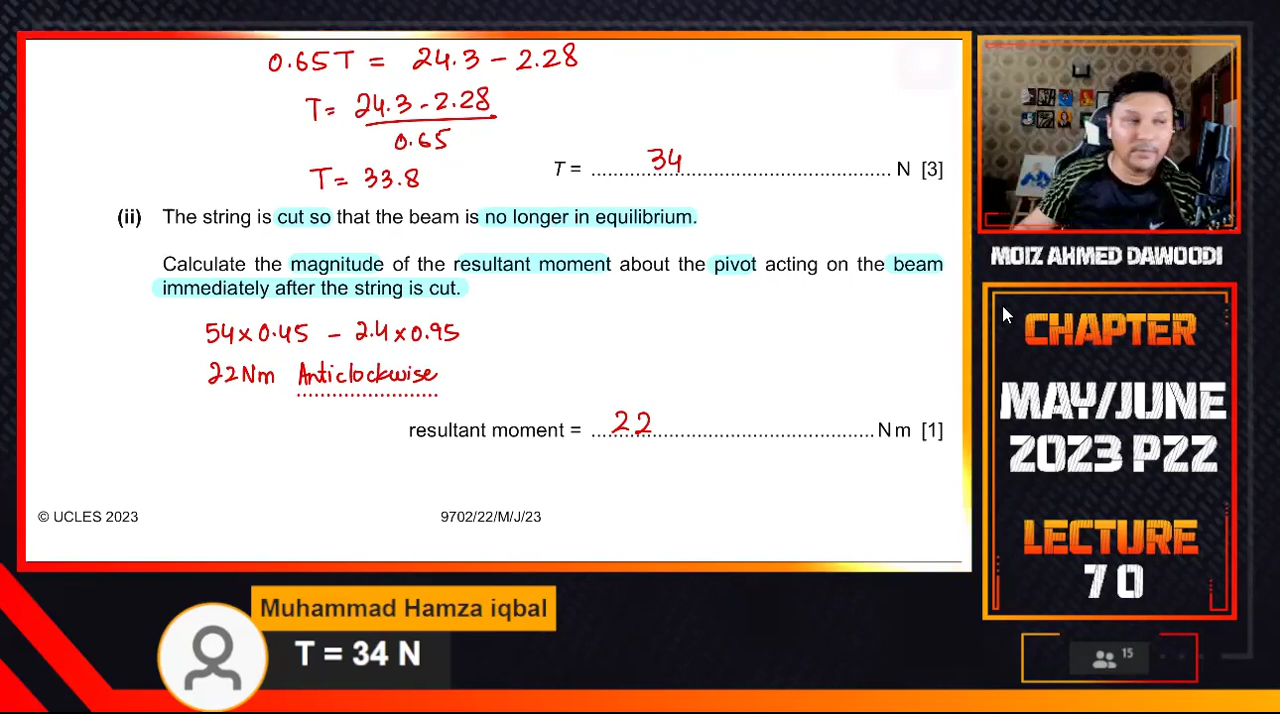 0.65T = 24.3 - 2.28
T= 24.3 - 2.28
0.65
T= 33.8
T = ........ 34 ........ N [3]
(ii) The string is cut so that the beam is no longer in equilibrium.
Calculate the magnitude of the resultant moment about the pivot acting on the beam
immediately after the string is cut.
54×0.45 - 2.4×0.95
22Nm Anticlockwise
resultant moment = ........ 22 ........ N m [1]
© UCLES 2023
9702/22/M/J/23
MOIZ AHMED DAWOODI
CHAPTER
MAY/JUNE
2023 P22
LECTURE
70
Muhammad Hamza iqbal
T = 34 N
15